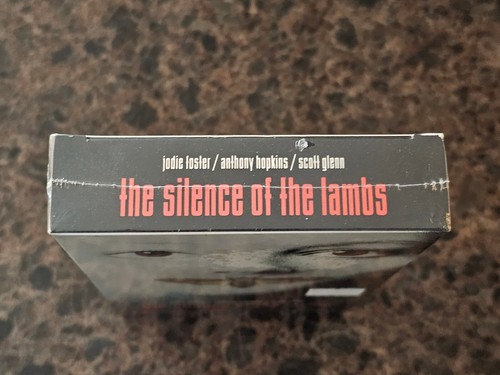 jodie foster / anthony hopkins / scott glenn
the silence of the lambs